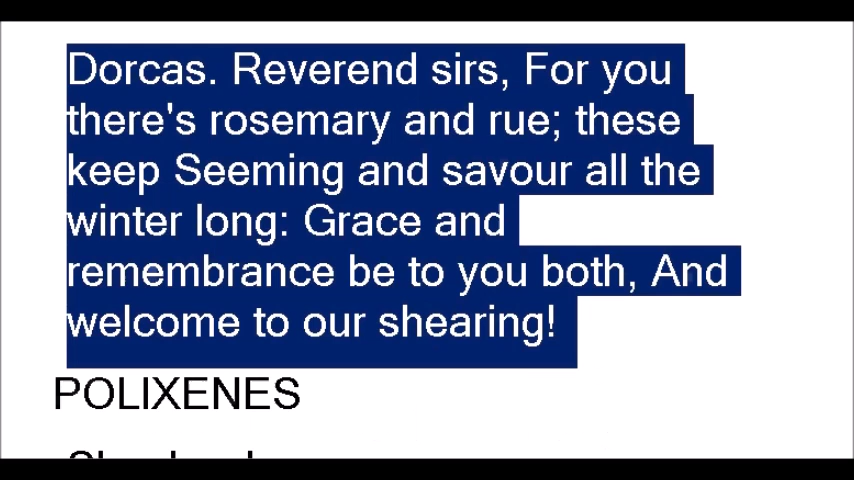 Dorcas. Reverend sirs, For you
there's rosemary and rue; these
keep Seeming and savour all the
winter long: Grace and
remembrance be to you both, And
welcome to our shearing!
POLIXENES